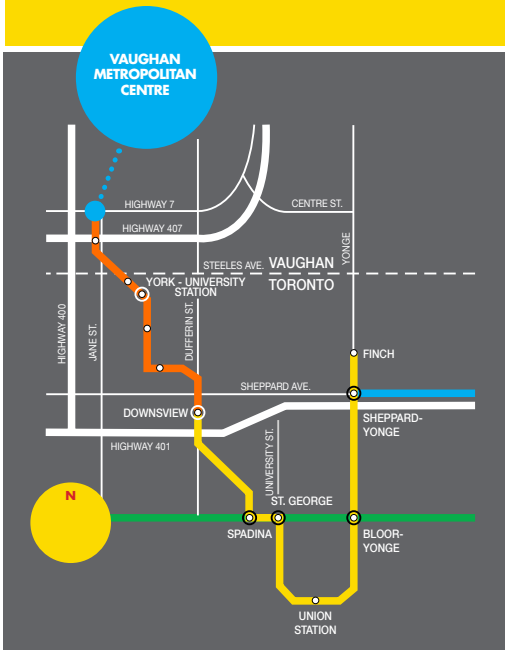 VAUGHAN
METROPOLITAN
CENTRE
HIGHWAY 7
CENTRE ST.
HIGHWAY 407
STEELES AVE.
VAUGHAN
YONGE
TORONTO
YORK - UNIVERSITY
STATION
HIGHWAY 400
JANE ST.
DUFFERIN ST.
FINCH
SHEPPARD AVE.
DOWNSVIEW
SHEPPARD-
YONGE
HIGHWAY 401
UNIVERSITY ST.
N
ST. GEORGE
SPADINA
BLOOR-
YONGE
UNION
STATION